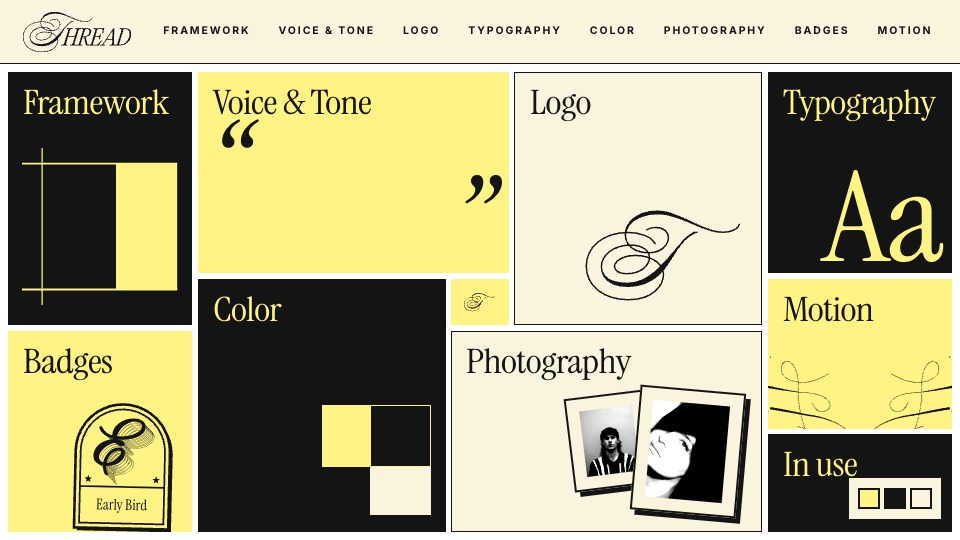 THREAD
FRAMEWORK VOICE & TONE LOGO TYPOGRAPHY COLOR PHOTOGRAPHY BADGES MOTION
Framework
Voice & Tone
“
”
Logo
T
Typography
Aa
Color
T
Motion
Badges
E
Early Bird
Photography
In use